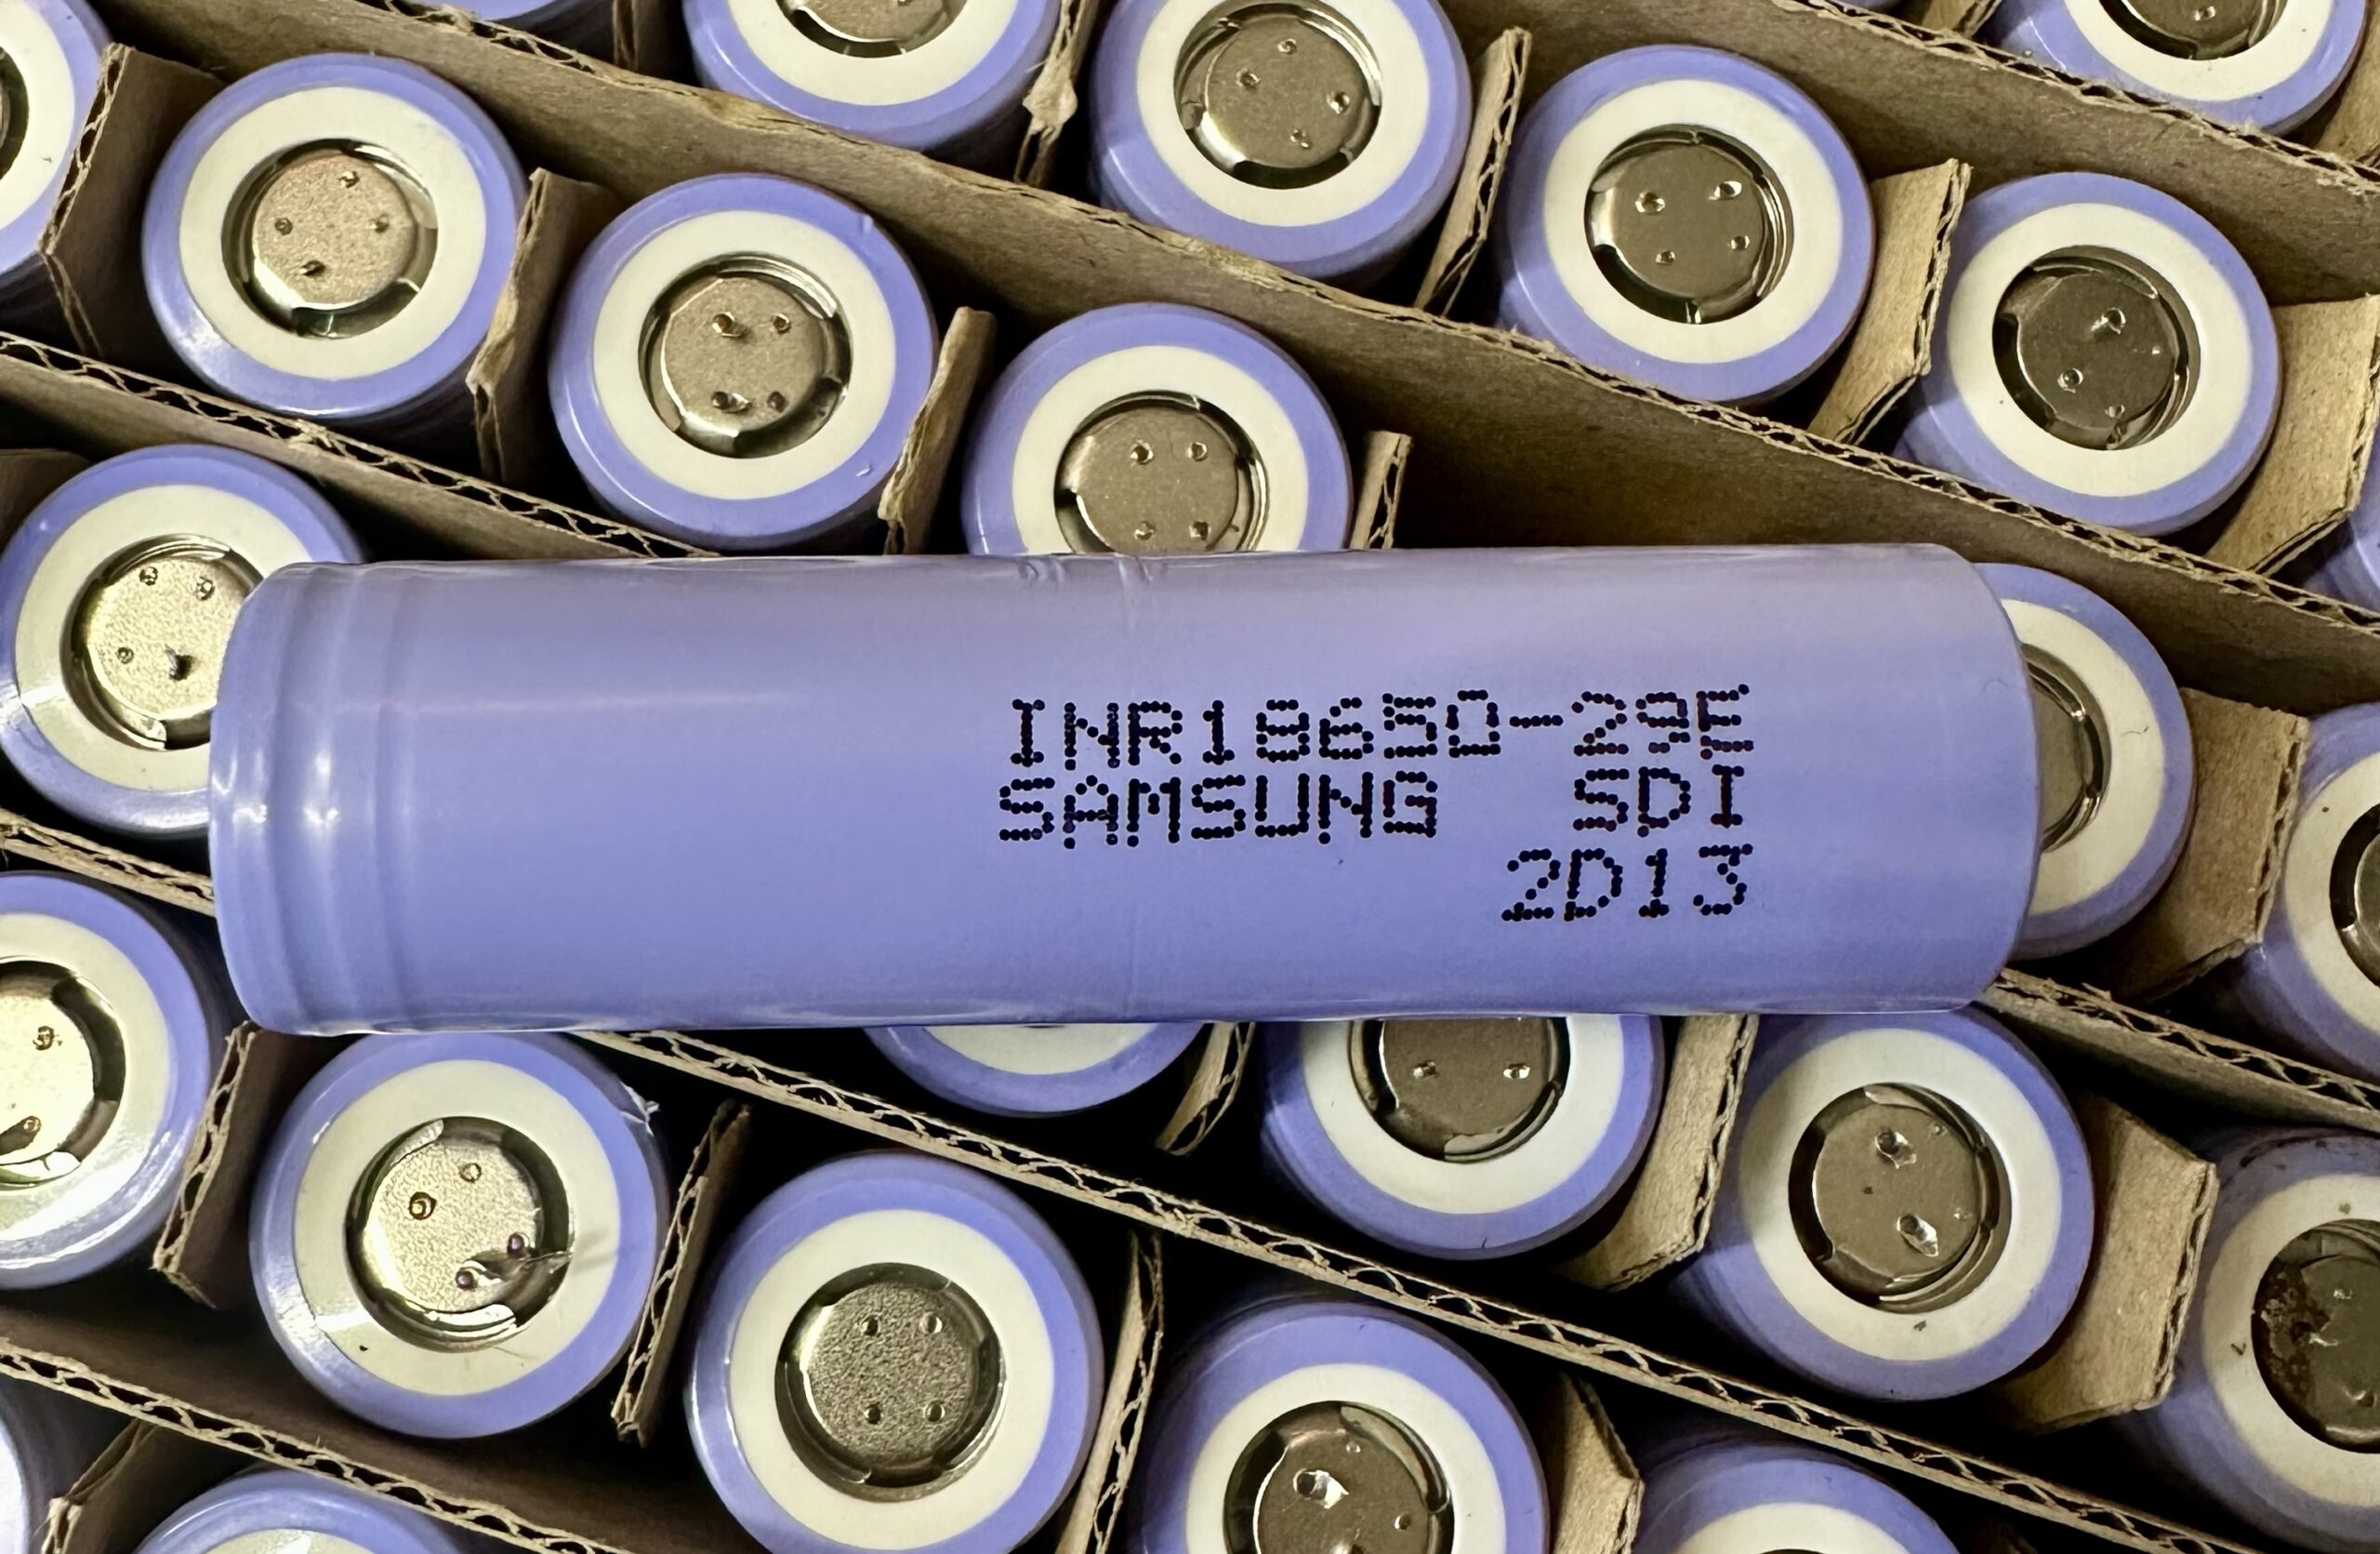 INR18650-29E
SAMSUNG SDI
2D13